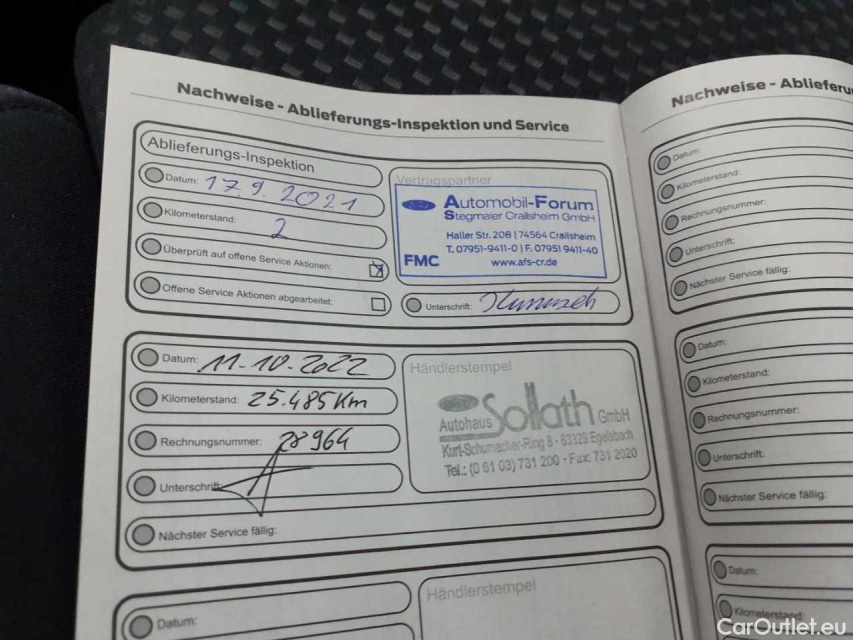 Nachweise - Ablieferungs-Inspektion und Service
Ablieferungs-Inspektion
Datum: 17.9.2021
Kilometerstand: 2
Überprüft auf offene Service Aktionen:
Offene Service Aktionen abgearbeitet:
Vertragspartner
Automobil-Forum
Stegmaier Crailsheim GmbH
Haller Str. 208 | 74564 Crailsheim
T. 07951-9411-0 | F. 07951 9411-40
FMC www.afs-cr.de
Unterschrift:
Datum: 11.10.2022
Kilometerstand: 25.485 Km
Rechnungsnummer: 28964
Unterschrift:
Nächster Service fällig:
Händlerstempel
Autohaus Sollath GmbH
Kurt-Schumacher-Ring 8 · 63329 Egelsbach
Tel.: (0 61 03) 731 200 · Fax: 731 2020
Datum:
Händlerstempel
Nachweise - Ablieferu
Datum:
Kilometerstand:
Rechnungsnummer:
Unterschrift:
Nächster Service fällig:
Datum:
Kilometerstand:
Rechnungsnummer:
Unterschrift:
Nächster Service fällig:
Datum:
Kilometerstand:
CarOutlet.eu